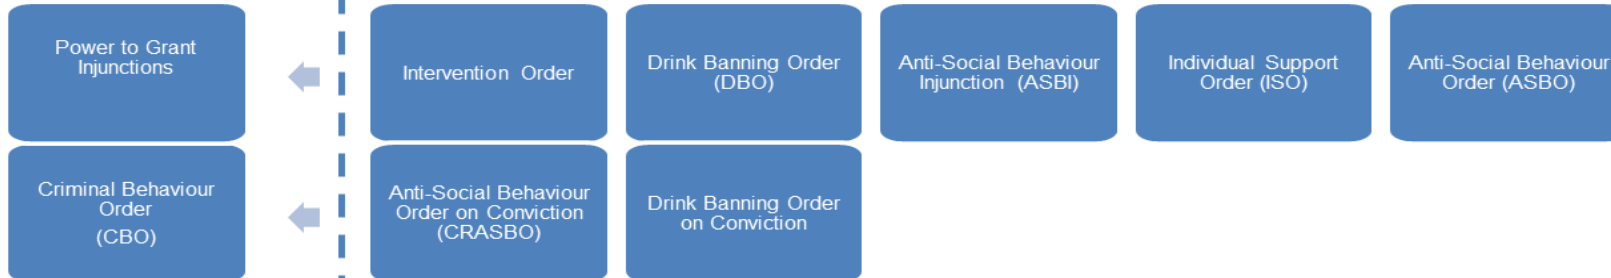 Power to Grant
Injunctions
Intervention Order
Drink Banning Order
(DBO)
Anti-Social Behaviour
Injunction (ASBI)
Individual Support
Order (ISO)
Anti-Social Behaviour
Order (ASBO)
Criminal Behaviour
Order
(CBO)
Anti-Social Behaviour
Order on Conviction
(CRASBO)
Drink Banning Order
on Conviction